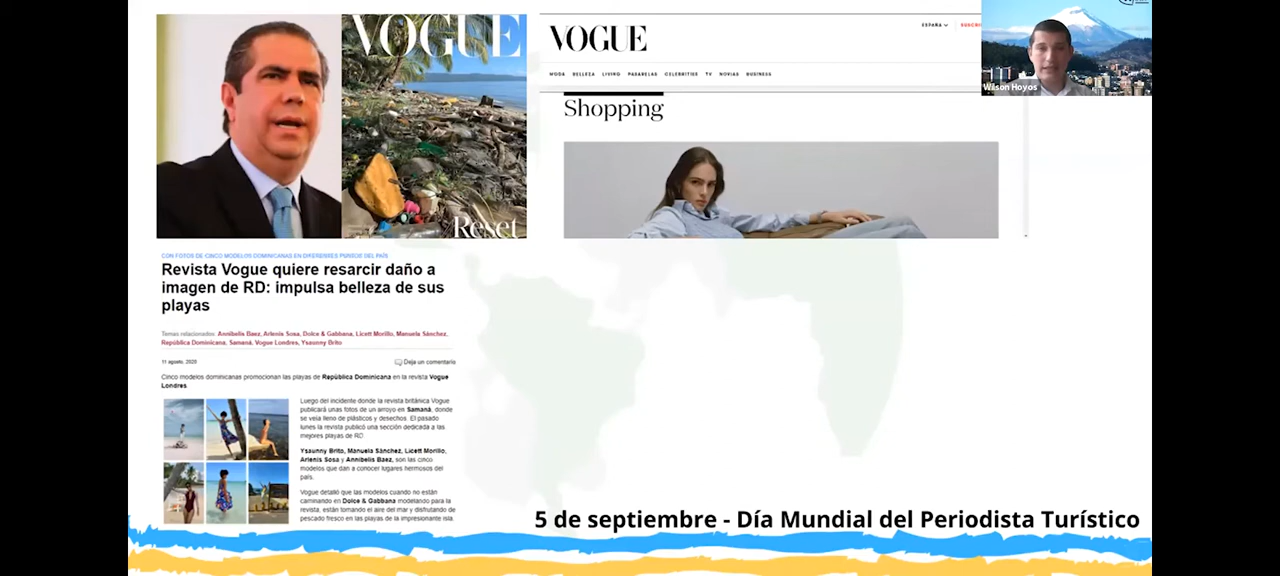 VOGUE
Reset
VOGUE
ESPAÑA
MODA BELLEZA LIVING PASARELAS CELEBRITIES TV NOVIAS BUSINESS
Shopping
Wilson Hoyos
CON FOTOS DE CINCO MODELOS DOMINICANAS EN DIFERENTES PUNTOS DEL PAÍS
Revista Vogue quiere resarcir daño a
imagen de RD: impulsa belleza de sus
playas
Temas relacionados: Annibelis Baez, Arlenis Sosa, Dolce & Gabbana, Licett Morillo, Manuela Sánchez,
República Dominicana, Samaná, Vogue Londres, Ysaunny Brito
11 agosto, 2020
Deja un comentario
Cinco modelos dominicanas promocionan las playas de República Dominicana en la revista Vogue
Londres.
Luego del incidente donde la revista británica Vogue
publicará unas fotos de un arroyo en Samaná, donde
se veía lleno de plásticos y desechos. El pasado
lunes la revista publicó una sección dedicada a las
mejores playas de RD.
Ysaunny Brito, Manuela Sánchez, Licett Morillo,
Arlenis Sosa y Annibelis Baez, son las cinco
modelos que dan a conocer lugares hermosos del
país.
Vogue detalló que las modelos cuando no están
caminando en Dolce & Gabbana modelando para la
revista, están tomando el aire del mar y disfrutando de
pescado fresco en las playas de la impresionante isla.
5 de septiembre - Día Mundial del Periodista Turístico